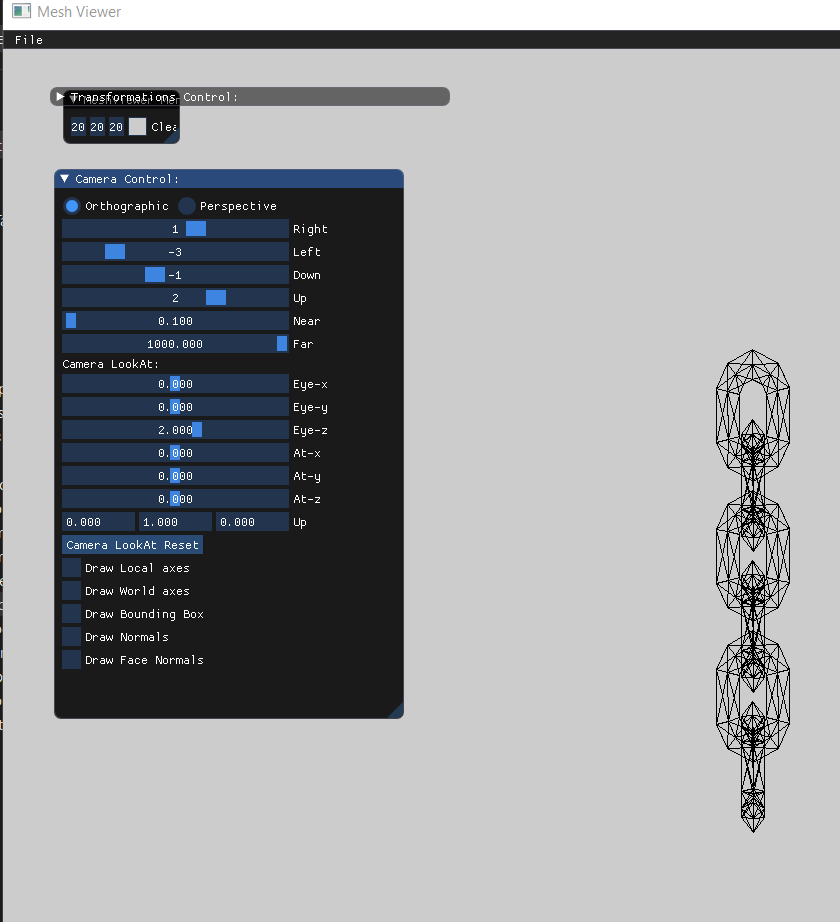 Mesh Viewer
File
Transformations Control:
20 20 20 Clea
Camera Control:
Orthographic Perspective
1 Right
-3 Left
-1 Down
2 Up
0.100 Near
1000.000 Far
Camera LookAt:
0.000 Eye-x
0.000 Eye-y
2.000 Eye-z
0.000 At-x
0.000 At-y
0.000 At-z
0.000 1.000 0.000 Up
Camera LookAt Reset
Draw Local axes
Draw World axes
Draw Bounding Box
Draw Normals
Draw Face Normals